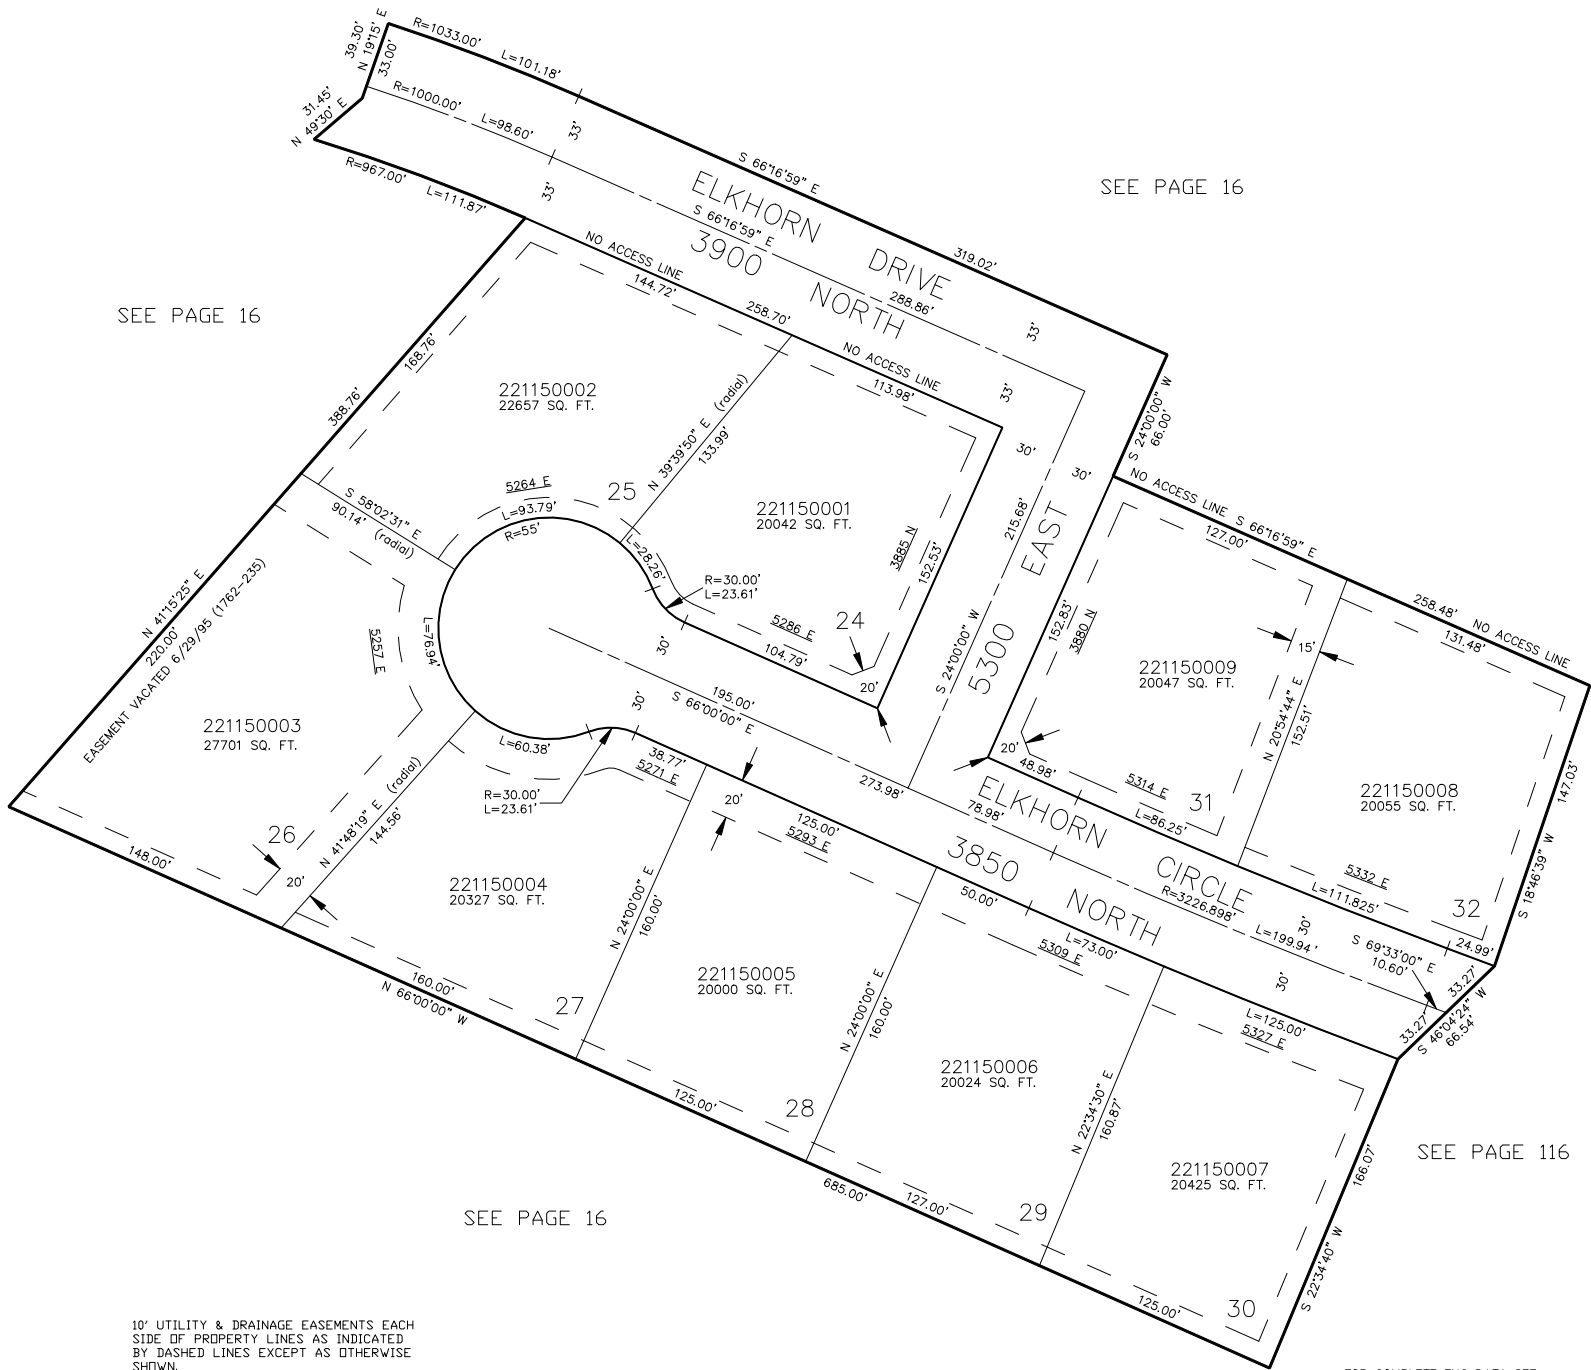 39.30'
N 19°15' E
33.00'
R=1033.00'
L=101.18'
31.45'
N 49°30' E
R=1000.00'
L=98.60'
33'
R=967.00'
L=111.87'
33'
S 66°16'59" E
319.02'
SEE PAGE 16
ELKHORN DRIVE
S 66°16'59" E
3900 NORTH
288.86'
33'
33'
NO ACCESS LINE
144.72'
258.70'
NO ACCESS LINE
113.98'
SEE PAGE 16
168.76'
388.76'
221150002
22657 SQ. FT.
N 39°39'50" E (radial)
133.99'
S 24°00'00" W
66.00'
30'
30'
5264 E
25
L=93.79'
R=55'
S 58°02'31" E
90.14' (radial)
221150001
20042 SQ. FT.
L=28.26'
3885 N
152.53'
215.68'
5300 EAST
S 24°00'00" W
NO ACCESS LINE
S 66°16'59" E
127.00'
258.48'
NO ACCESS LINE
131.48'
152.83'
3880 N
R=30.00'
L=23.61'
24
5286 E
104.79'
20'
30'
N 41°15'25" E
220.00'
EASEMENT VACATED 6/29/95 (1762-235)
L=76.94'
5257 E
221150009
20047 SQ. FT.
15'
N 20°54'44" E
152.51'
195.00'
S 66°00'00" E
30'
221150003
27701 SQ. FT.
L=60.38'
38.77'
5271 E
R=30.00'
L=23.61'
20'
273.98'
20'
48.98'
5314 E
31
L=86.25'
221150008
20055 SQ. FT.
147.03'
S 18°46'39" W
78.98'
ELKHORN CIRCLE
3850 NORTH
R=3226.898'
L=199.94'
30'
5332 E
L=111.825'
32
24.99'
S 69°33'00" E
10.60'
33.27'
33.27'
S 46°04'24" W
66.54'
148.00'
26
20'
N 41°48'19" E (radial)
144.56'
221150004
20327 SQ. FT.
N 24°00'00" E
160.00'
125.00'
5293 E
50.00'
L=73.00'
5309 E
30'
L=125.00'
5327 E
160.00'
N 66°00'00" W
27
221150005
20000 SQ. FT.
N 24°00'00" E
160.00'
221150006
20024 SQ. FT.
N 22°34'30" E
160.87'
221150007
20425 SQ. FT.
166.07'
S 22°34'40" W
SEE PAGE 116
125.00'
28
685.00'
127.00'
29
125.00'
30
SEE PAGE 16
10' UTILITY & DRAINAGE EASEMENTS EACH
SIDE OF PROPERTY LINES AS INDICATED
BY DASHED LINES EXCEPT AS OTHERWISE
SHOWN.